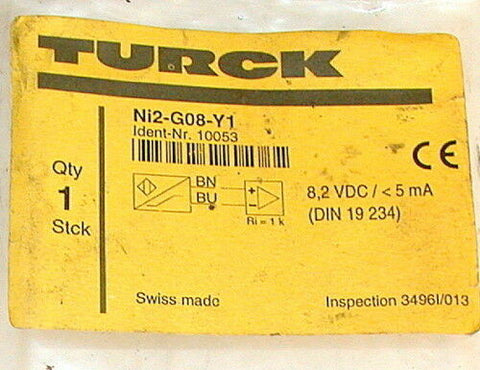 TURCK
Ni2-G08-Y1
Ident-Nr. 10053
Qty
1
Stck
BN
BU
+
−
Ri = 1 k
CE
8,2 VDC / < 5 mA
(DIN 19 234)
Swiss made
Inspection 3496I/013